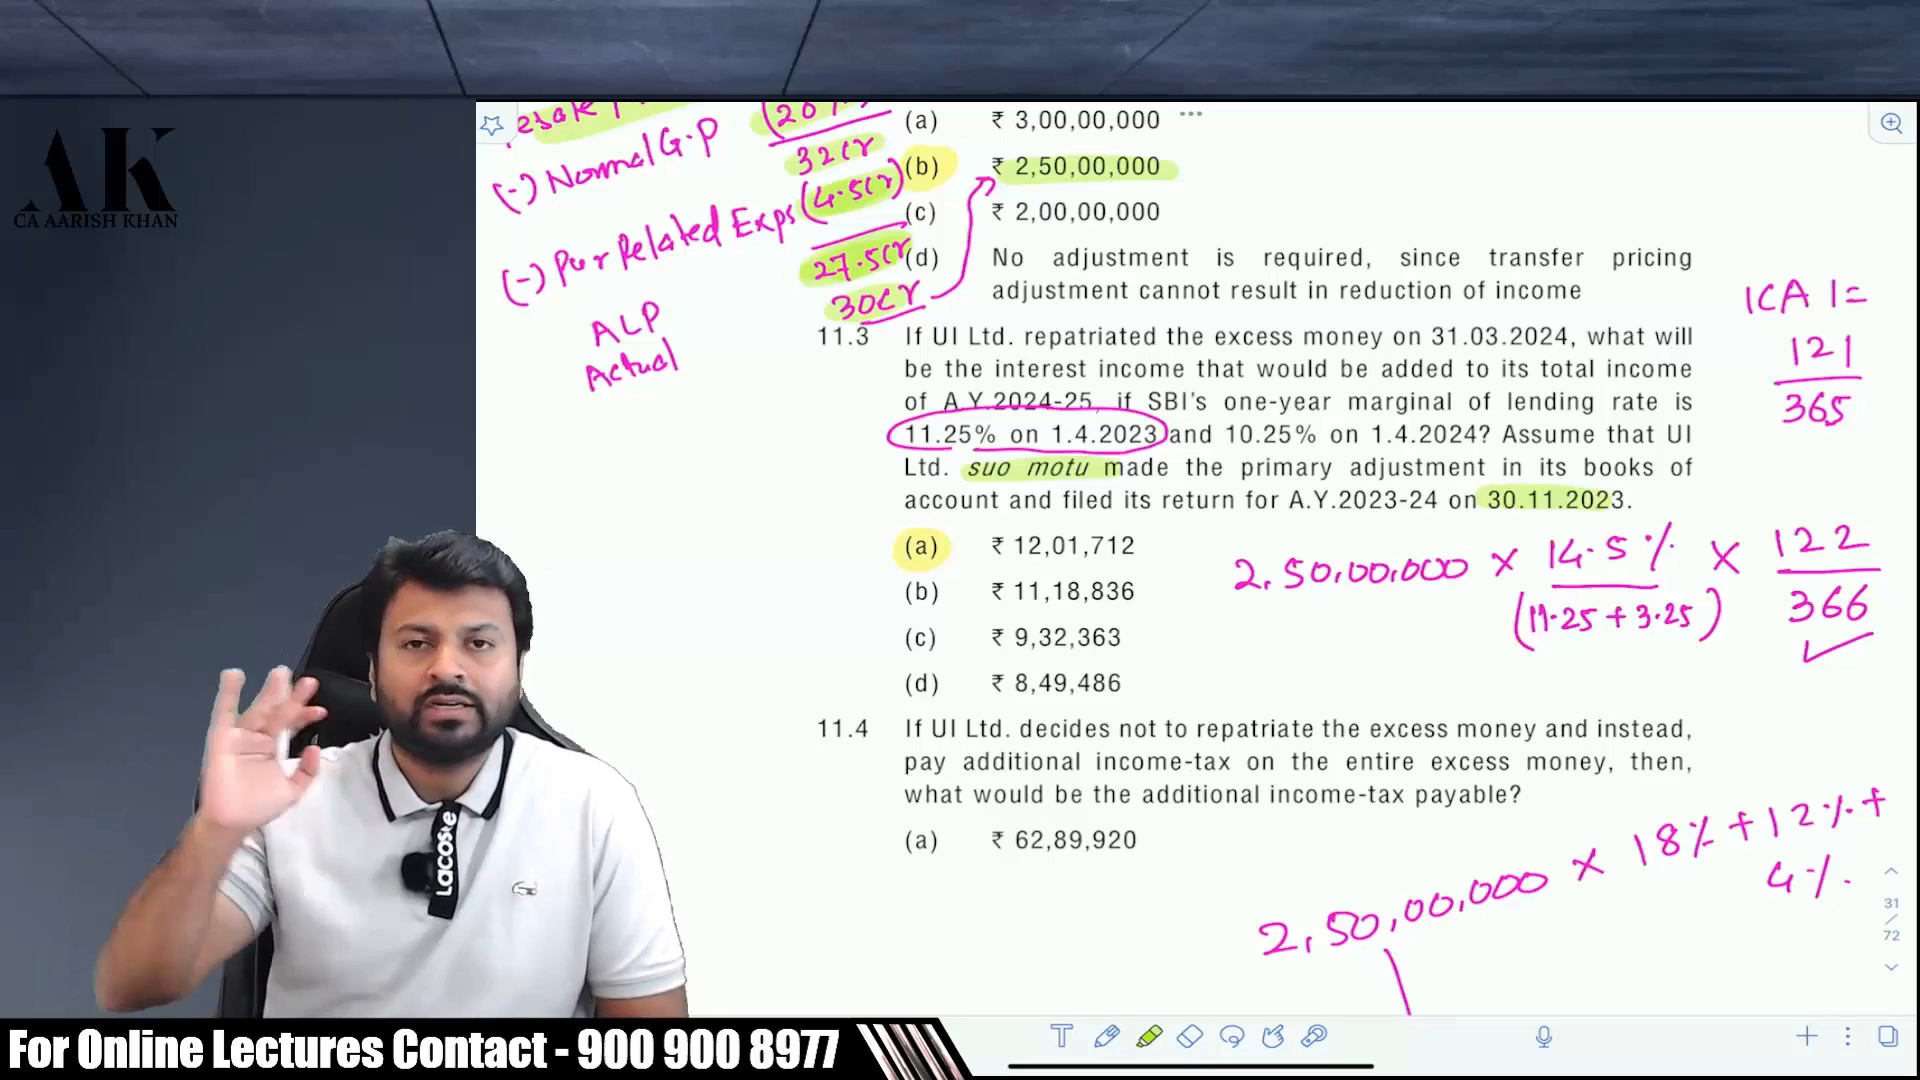 AK
CA AARISH KHAN
(-) Normal G.P
32Cr
(-) Pur Related Exps (4.5Cr)
27.5Cr
30Cr
ALP
Actual
(a) ₹ 3,00,00,000
(b) ₹ 2,50,00,000
(c) ₹ 2,00,00,000
(d) No adjustment is required, since transfer pricing
adjustment cannot result in reduction of income
11.3 If UI Ltd. repatriated the excess money on 31.03.2024, what will
be the interest income that would be added to its total income
of A.Y.2024-25, if SBI's one-year marginal of lending rate is
11.25% on 1.4.2023 and 10.25% on 1.4.2024? Assume that UI
Ltd. suo motu made the primary adjustment in its books of
account and filed its return for A.Y.2023-24 on 30.11.2023.
ICAI =
121
365
(a) ₹ 12,01,712
(b) ₹ 11,18,836
(c) ₹ 9,32,363
(d) ₹ 8,49,486
2,50,00,000 × 14.5% × 122
(11.25 + 3.25) 366
11.4 If UI Ltd. decides not to repatriate the excess money and instead,
pay additional income-tax on the entire excess money, then,
what would be the additional income-tax payable?
(a) ₹ 62,89,920
2,50,00,000 × 18% + 12% +
4%.
31
/
72
Lacoste
For Online Lectures Contact - 900 900 8977